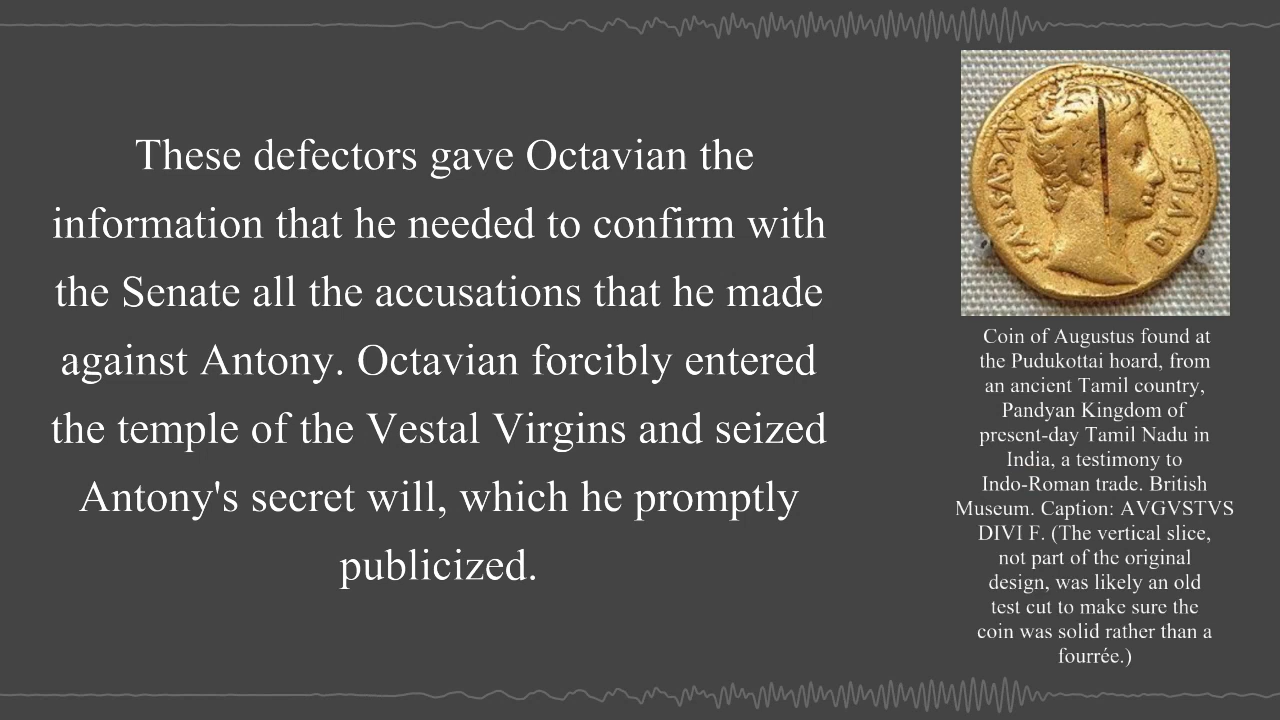 These defectors gave Octavian the
information that he needed to confirm with
the Senate all the accusations that he made
against Antony. Octavian forcibly entered
the temple of the Vestal Virgins and seized
Antony's secret will, which he promptly
publicized.
AVGVSTVS
DIVI F
Coin of Augustus found at
the Pudukottai hoard, from
an ancient Tamil country,
Pandyan Kingdom of
present-day Tamil Nadu in
India, a testimony to
Indo-Roman trade. British
Museum. Caption: AVGVSTVS
DIVI F. (The vertical slice,
not part of the original
design, was likely an old
test cut to make sure the
coin was solid rather than a
fourrée.)